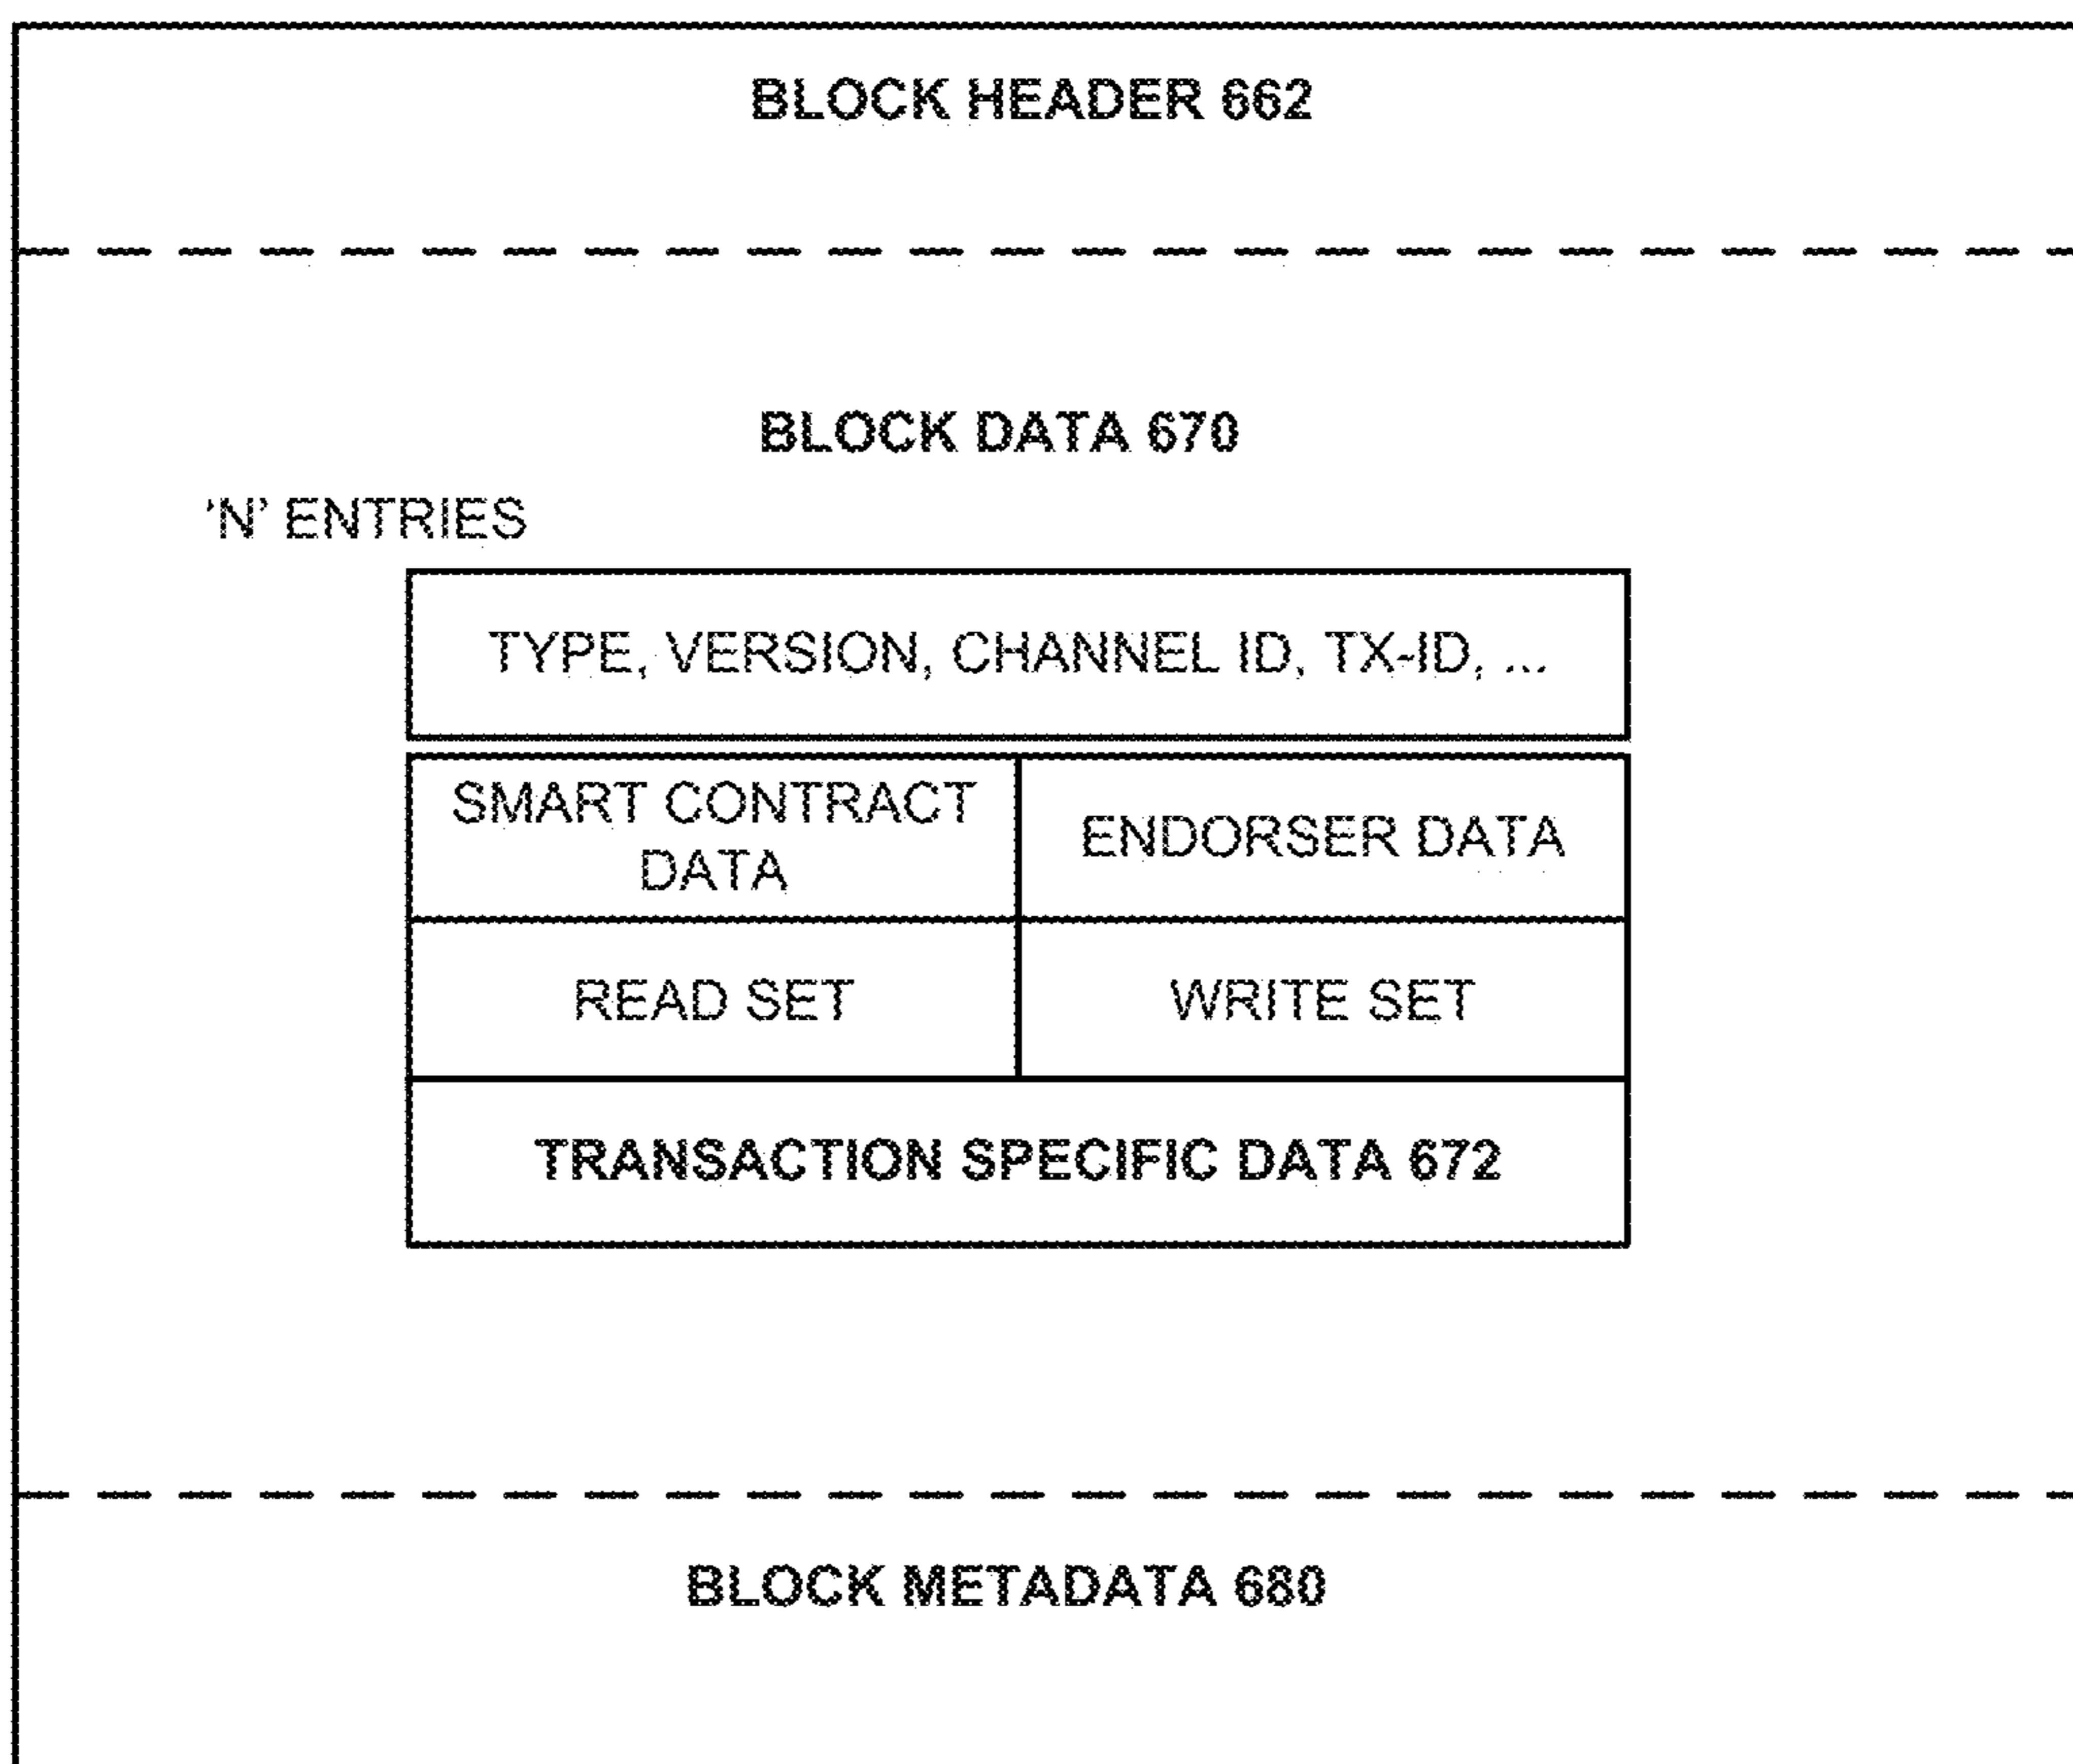 BLOCK HEADER 662
BLOCK DATA 670
'N' ENTRIES
TYPE, VERSION, CHANNEL ID, TX-ID, ...
SMART CONTRACT
DATA
ENDORSER DATA
READ SET
WRITE SET
TRANSACTION SPECIFIC DATA 672
BLOCK METADATA 680